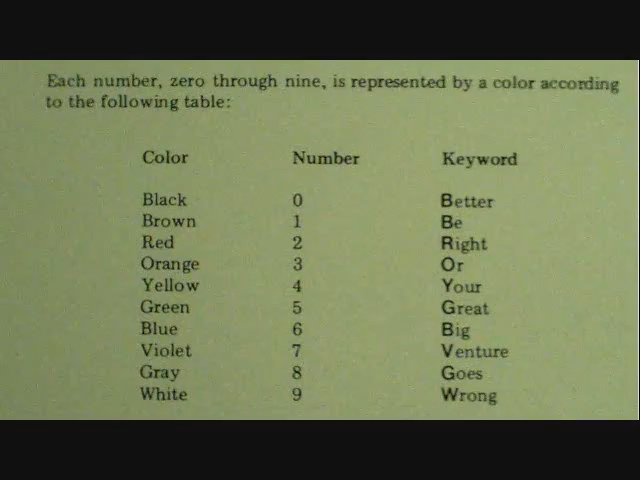 Each number, zero through nine, is represented by a color according
to the following table:
Color Number Keyword
Black 0 Better
Brown 1 Be
Red 2 Right
Orange 3 Or
Yellow 4 Your
Green 5 Great
Blue 6 Big
Violet 7 Venture
Gray 8 Goes
White 9 Wrong